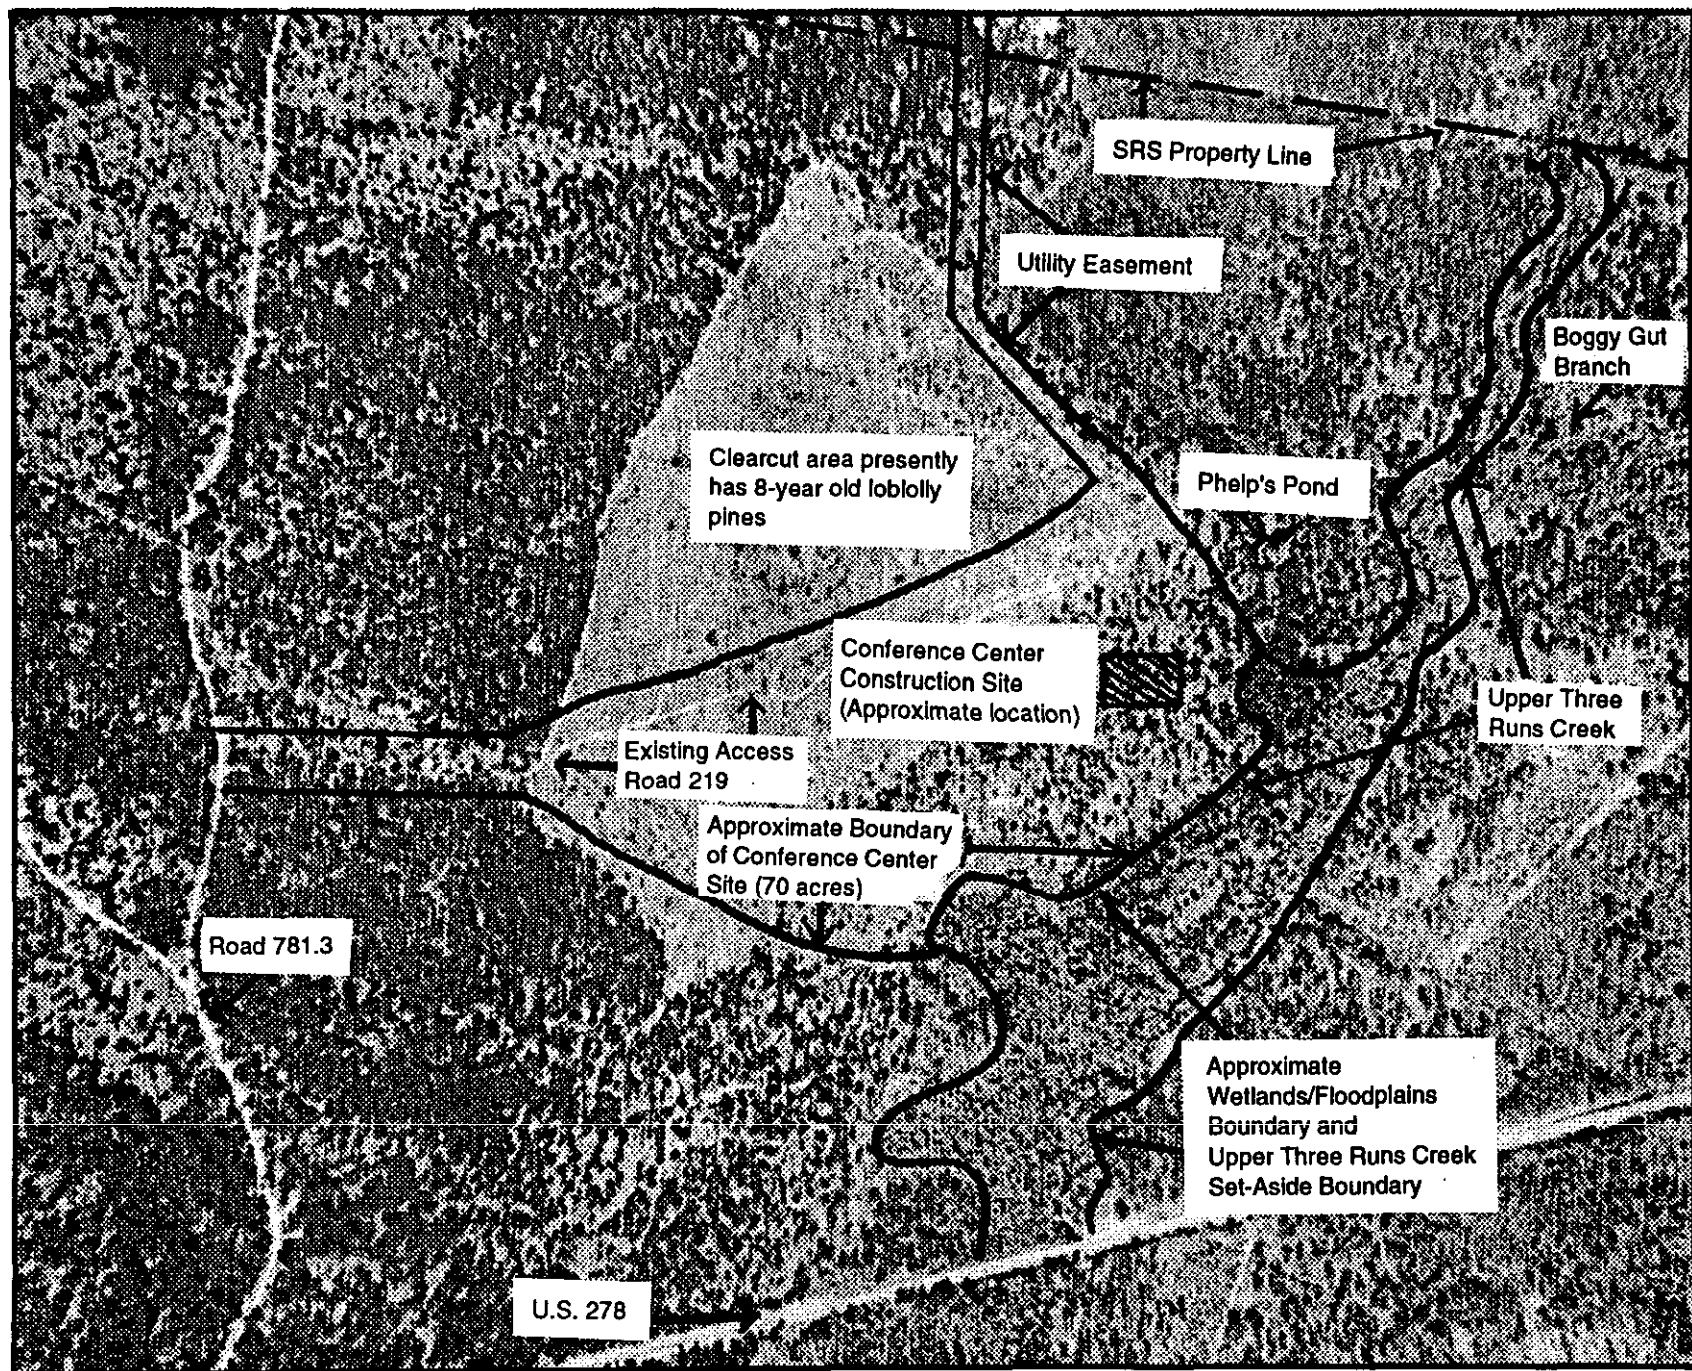 SRS Property Line
Utility Easement
Boggy Gut
Branch
Clearcut area presently
has 8-year old loblolly
pines
Phelp's Pond
Conference Center
Construction Site
(Approximate location)
Upper Three
Runs Creek
Existing Access
Road 219
Approximate Boundary
of Conference Center
Site (70 acres)
Road 781.3
Approximate
Wetlands/Floodplains
Boundary and
Upper Three Runs Creek
Set-Aside Boundary
U.S. 278